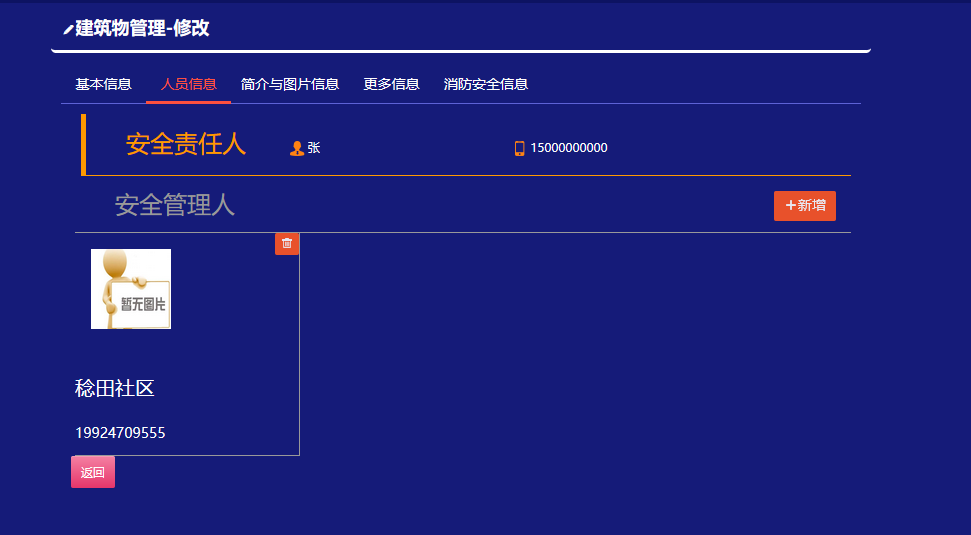 建筑物管理-修改
基本信息 人员信息 简介与图片信息 更多信息 消防安全信息
安全责任人 张 15000000000
安全管理人 +新增
暂无图片
稔田社区
19924709555
返回